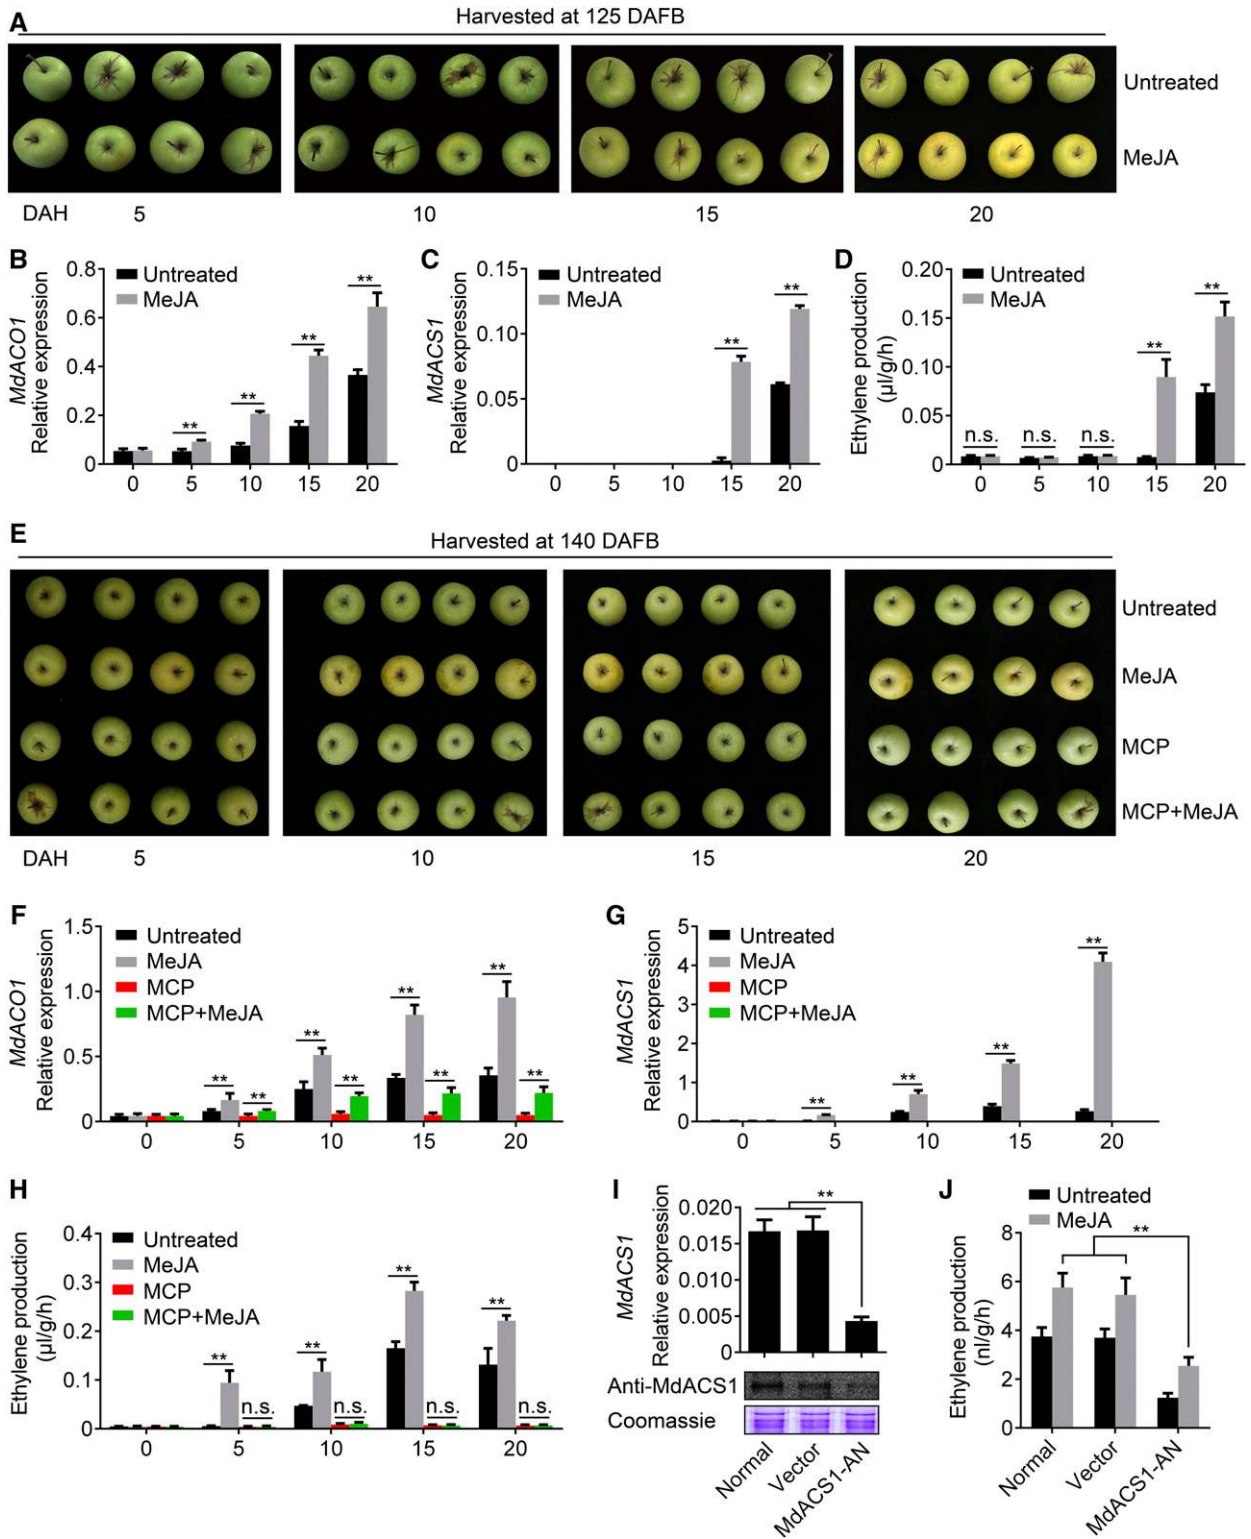 A
Harvested at 125 DAFB
Untreated
MeJA
DAH 5 10 15 20
B
MdACO1
Relative expression
Untreated
MeJA
0.8
0.6
0.4
0.2
0
**
**
**
**
0 5 10 15 20
C
MdACS1
Relative expression
Untreated
MeJA
0.15
0.10
0.05
0
**
**
0 5 10 15 20
D
Ethylene production
(µl/g/h)
Untreated
MeJA
0.20
0.15
0.10
0.05
0
n.s. n.s. n.s.
**
**
0 5 10 15 20
E
Harvested at 140 DAFB
Untreated
MeJA
MCP
MCP+MeJA
DAH 5 10 15 20
F
MdACO1
Relative expression
Untreated
MeJA
MCP
MCP+MeJA
1.5
1.0
0.5
0
** **
** **
** **
** **
0 5 10 15 20
G
MdACS1
Relative expression
Untreated
MeJA
MCP
MCP+MeJA
5
4
3
2
1
0
**
**
**
**
0 5 10 15 20
H
Ethylene production
(µl/g/h)
Untreated
MeJA
MCP
MCP+MeJA
0.4
0.3
0.2
0.1
0
** n.s.
** n.s.
** n.s.
** n.s.
0 5 10 15 20
I
MdACS1
Relative expression
0.020
0.015
0.010
0.005
0
**
Anti-MdACS1
Coomassie
Normal
Vector
MdACS1-AN
J
Ethylene production
(nl/g/h)
Untreated
MeJA
8
6
4
2
0
**
Normal
Vector
MdACS1-AN